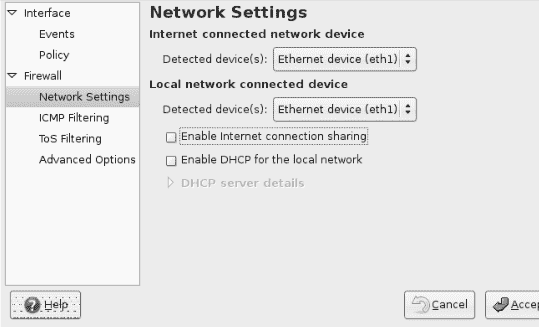 Interface
Events
Policy
Firewall
Network Settings
ICMP Filtering
ToS Filtering
Advanced Options
Network Settings
Internet connected network device
Detected device(s): Ethernet device (eth1)
Local network connected device
Detected device(s): Ethernet device (eth1)
Enable Internet connection sharing
Enable DHCP for the local network
DHCP server details
Help
Cancel
Accep